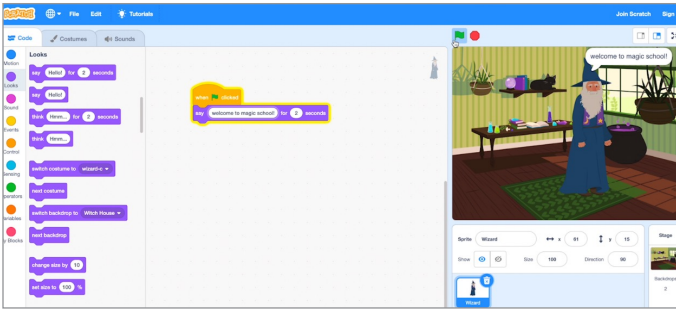 SCRATCH File Edit Tutorials Join Scratch Sign
Code Costumes Sounds
Motion
Looks
Sound
Events
Control
Sensing
Operators
Variables
My Blocks
Looks
say Hello! for 2 seconds
say Hello!
think Hmm... for 2 seconds
think Hmm...
switch costume to wizard-c
next costume
switch backdrop to Witch House
next backdrop
change size by 10
set size to 100 %
when clicked
say welcome to magic school! for 2 seconds
welcome to magic school!
Sprite Wizard x 91 y 15
Show Size 100 Direction 90
Wizard
Stage
Backdrops
2